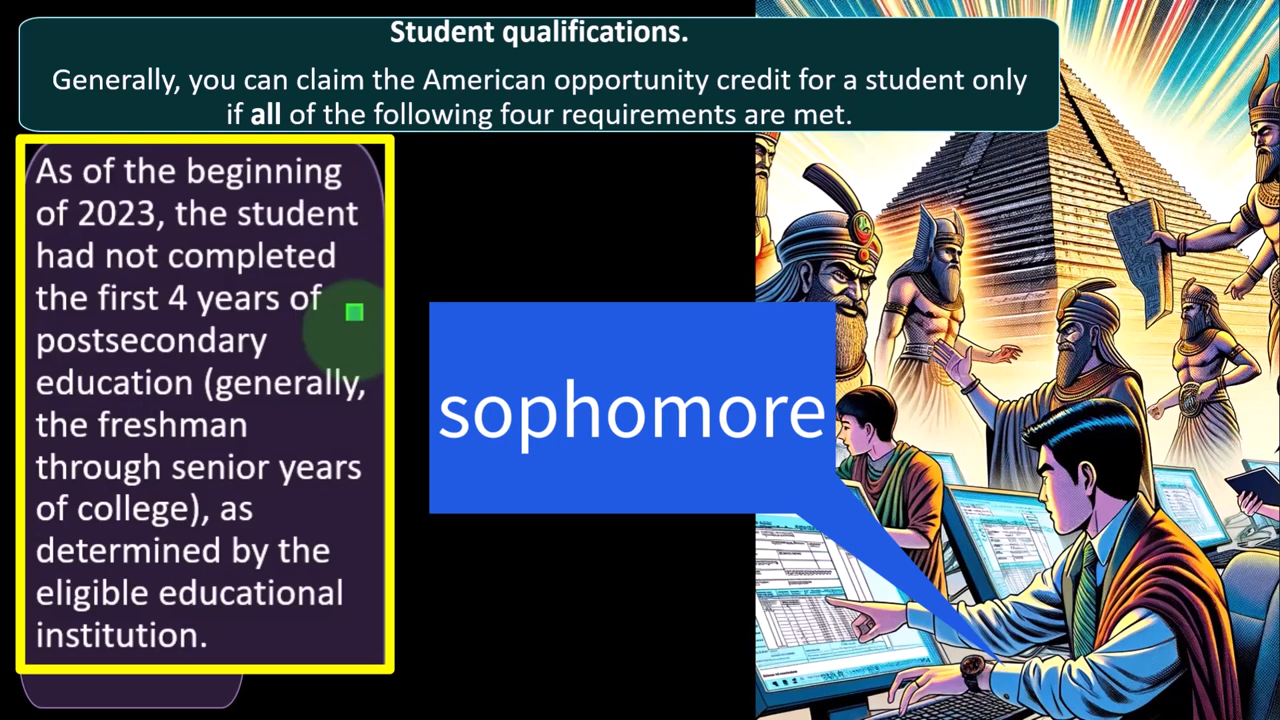 Student qualifications.
Generally, you can claim the American opportunity credit for a student only
if all of the following four requirements are met.
As of the beginning
of 2023, the student
had not completed
the first 4 years of
postsecondary
education (generally,
the freshman
through senior years
of college), as
determined by the
eligible educational
institution.
sophomore